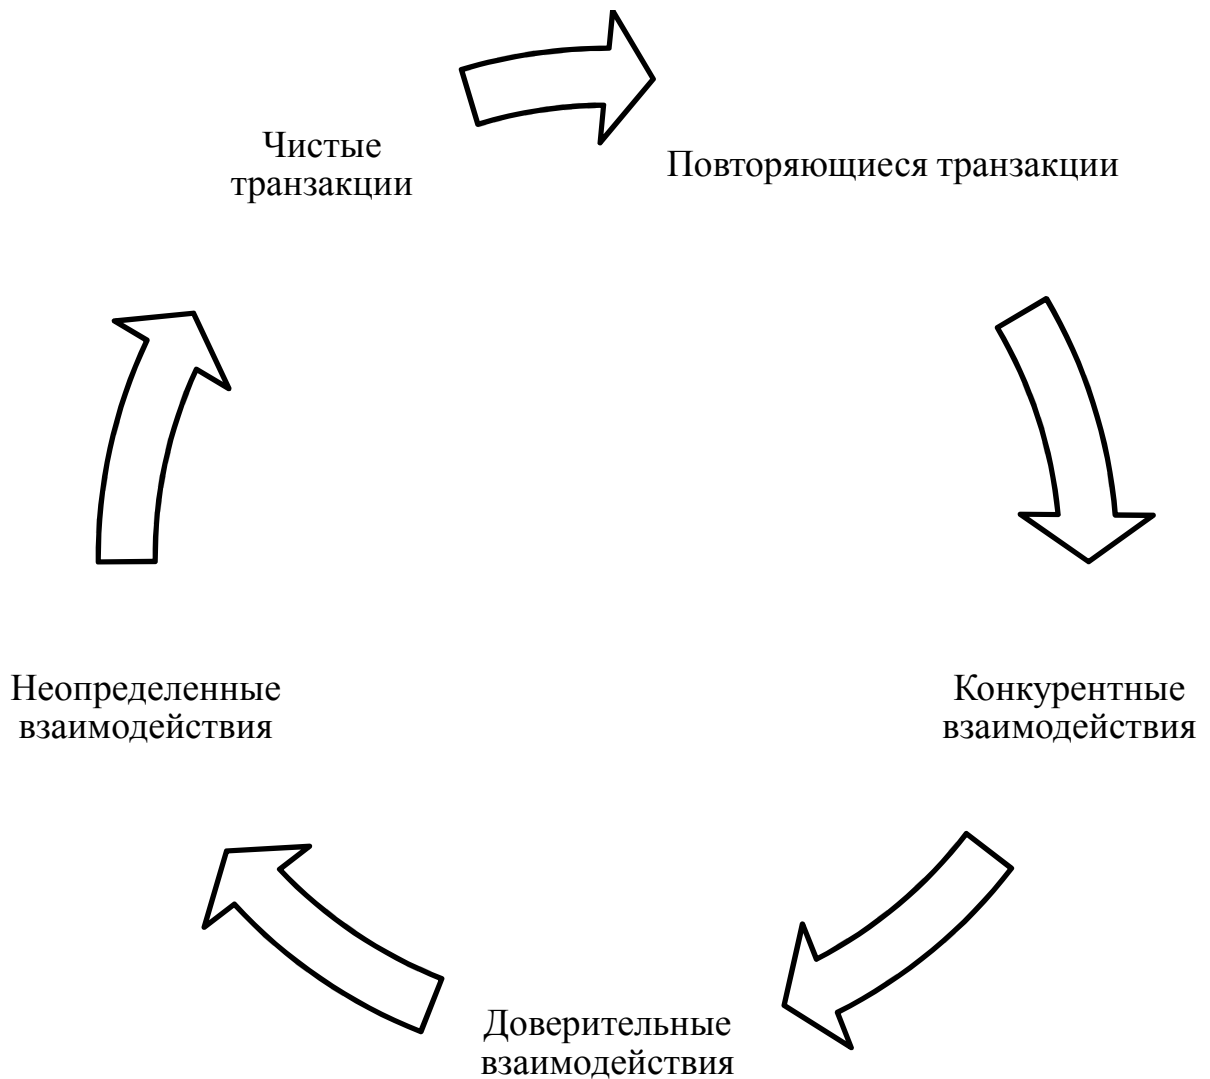 Чистые
транзакции
Повторяющиеся транзакции
Неопределенные
взаимодействия
Конкурентные
взаимодействия
Доверительные
взаимодействия